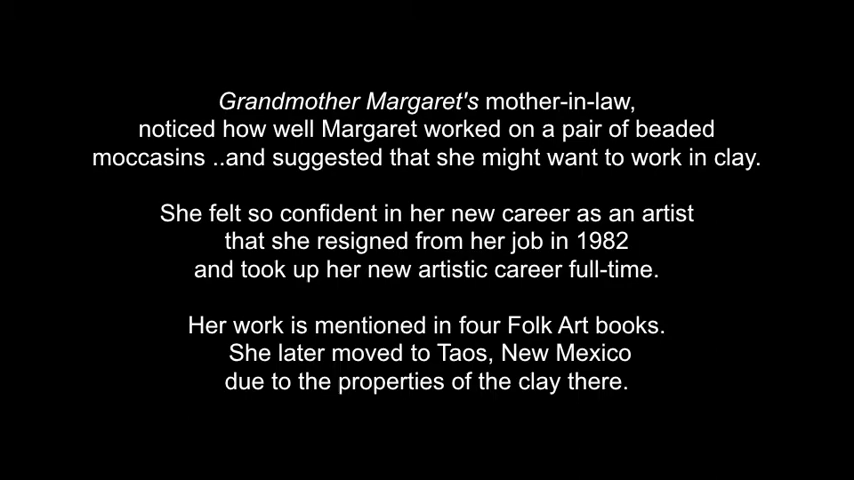 Grandmother Margaret's mother-in-law,
noticed how well Margaret worked on a pair of beaded
moccasins ..and suggested that she might want to work in clay.
She felt so confident in her new career as an artist
that she resigned from her job in 1982
and took up her new artistic career full-time.
Her work is mentioned in four Folk Art books.
She later moved to Taos, New Mexico
due to the properties of the clay there.